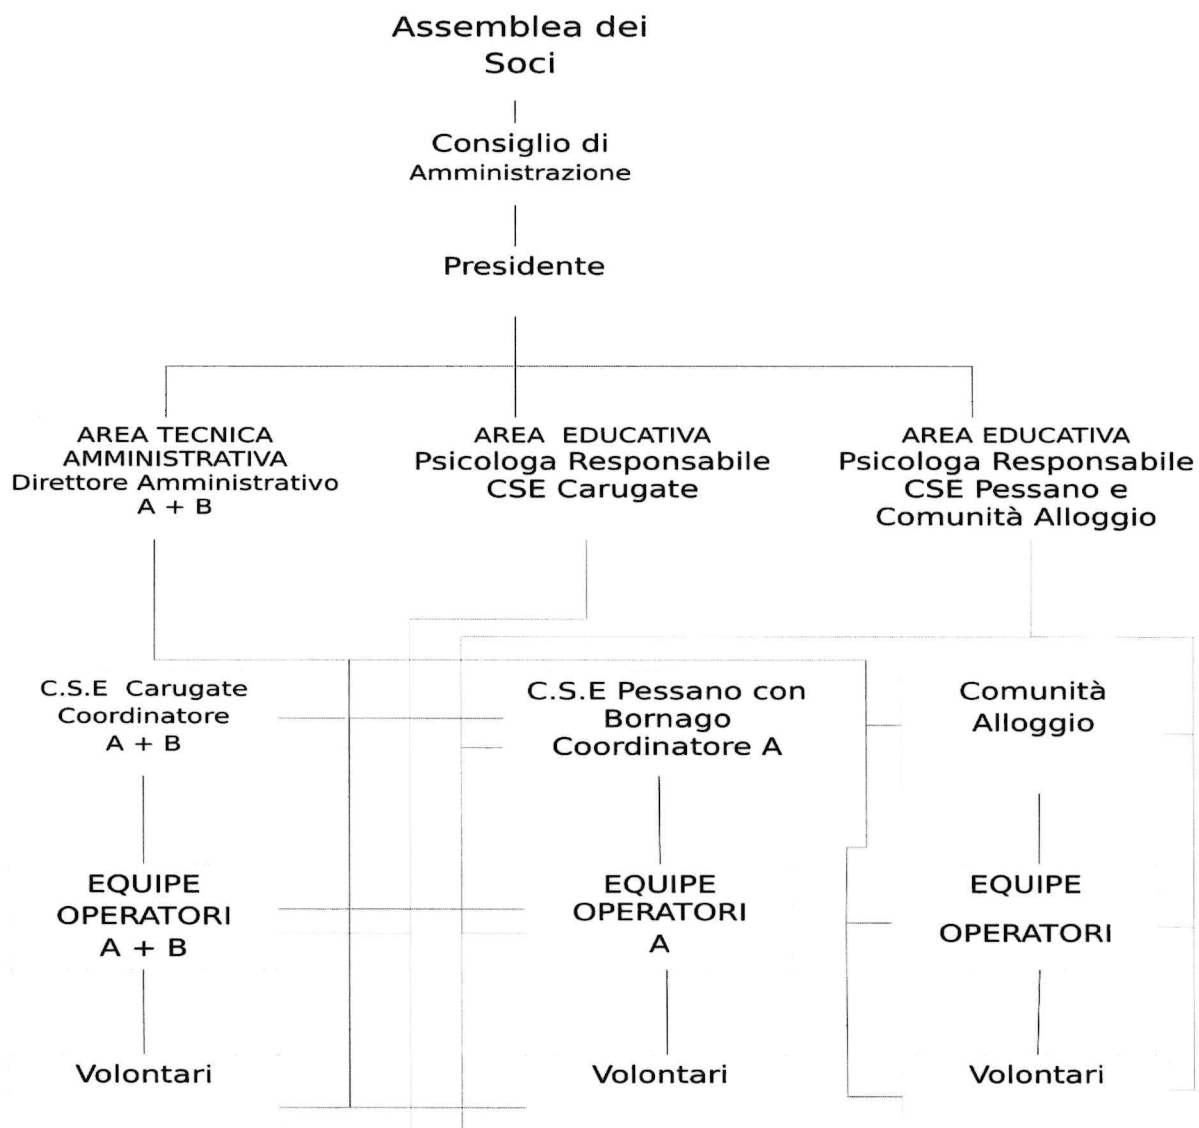 Assemblea dei
Soci
Consiglio di
Amministrazione
Presidente
AREA TECNICA
AMMINISTRATIVA
Direttore Amministrativo
A + B
AREA EDUCATIVA
Psicologa Responsabile
CSE Carugate
AREA EDUCATIVA
Psicologa Responsabile
CSE Pessano e
Comunità Alloggio
C.S.E Carugate
Coordinatore
A + B
C.S.E Pessano con
Bornago
Coordinatore A
Comunità
Alloggio
EQUIPE
OPERATORI
A + B
EQUIPE
OPERATORI
A
EQUIPE
OPERATORI
Volontari
Volontari
Volontari